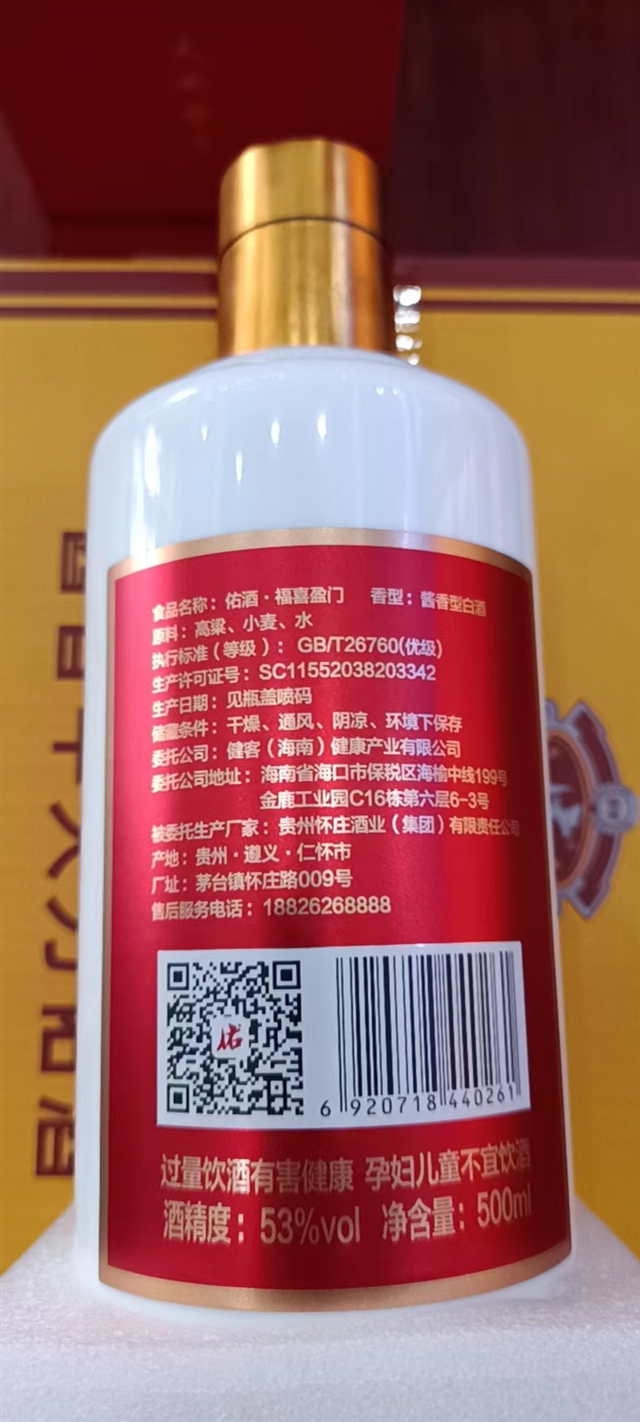 食品名称：佑酒·福喜盈门 香型：酱香型白酒
原料：高粱、小麦、水
执行标准（等级）：GB/T26760(优级)
生产许可证号：SC11552038203342
生产日期：见瓶盖喷码
储藏条件：干燥、通风、阴凉、环境下保存
委托公司：健客（海南）健康产业有限公司
委托公司地址：海南省海口市保税区海榆中线199号
金鹿工业园C16栋第六层6-3号
被委托生产厂家：贵州怀庄酒业（集团）有限责任公司
产地：贵州·遵义·仁怀市
厂址：茅台镇怀庄路009号
售后服务电话：18826268888
佑
6 920718 440261
过量饮酒有害健康 孕妇儿童不宜饮酒
酒精度：53%vol 净含量：500ml